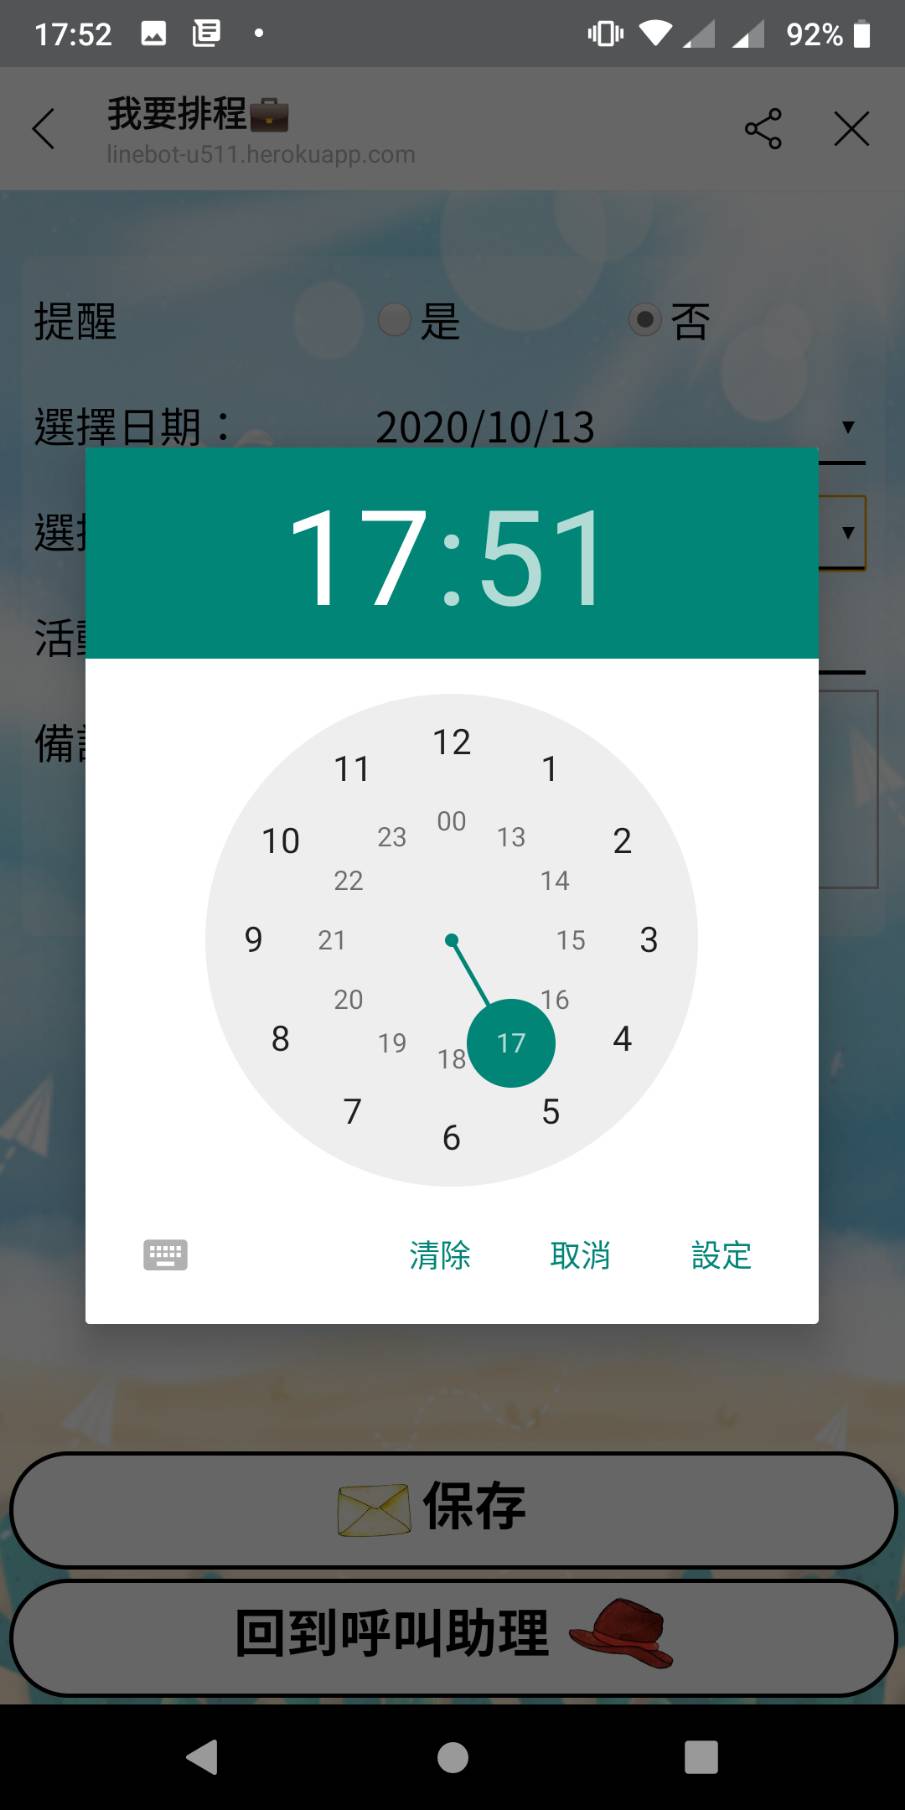 17:52 92%
我要排程
linebot-u511.herokuapp.com
提醒 是 否
選擇日期： 2020/10/13
選
17:51
活
備
12
11 1
00
10 23 13 2
22 14
9 21 15 3
20 16
8 19 17 4
18
7 5
6
清除 取消 設定
保存
回到呼叫助理